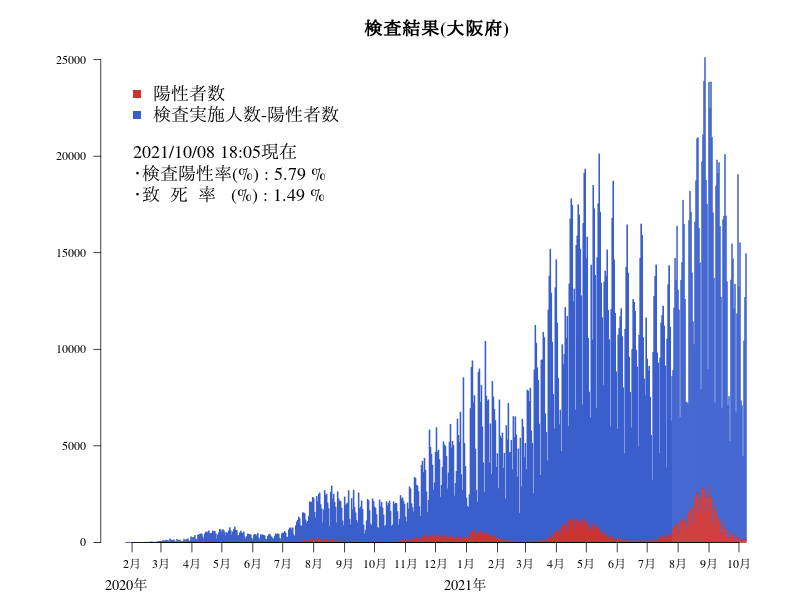 検査結果(大阪府)
陽性者数
検査実施人数-陽性者数
2021/10/08 18:05現在
・検査陽性率(%) : 5.79 %
・致 死 率 (%) : 1.49 %
25000
20000
15000
10000
5000
0
2月 3月 4月 5月 6月 7月 8月 9月 10月 11月 12月 1月 2月 3月 4月 5月 6月 7月 8月 9月 10月
2020年 2021年